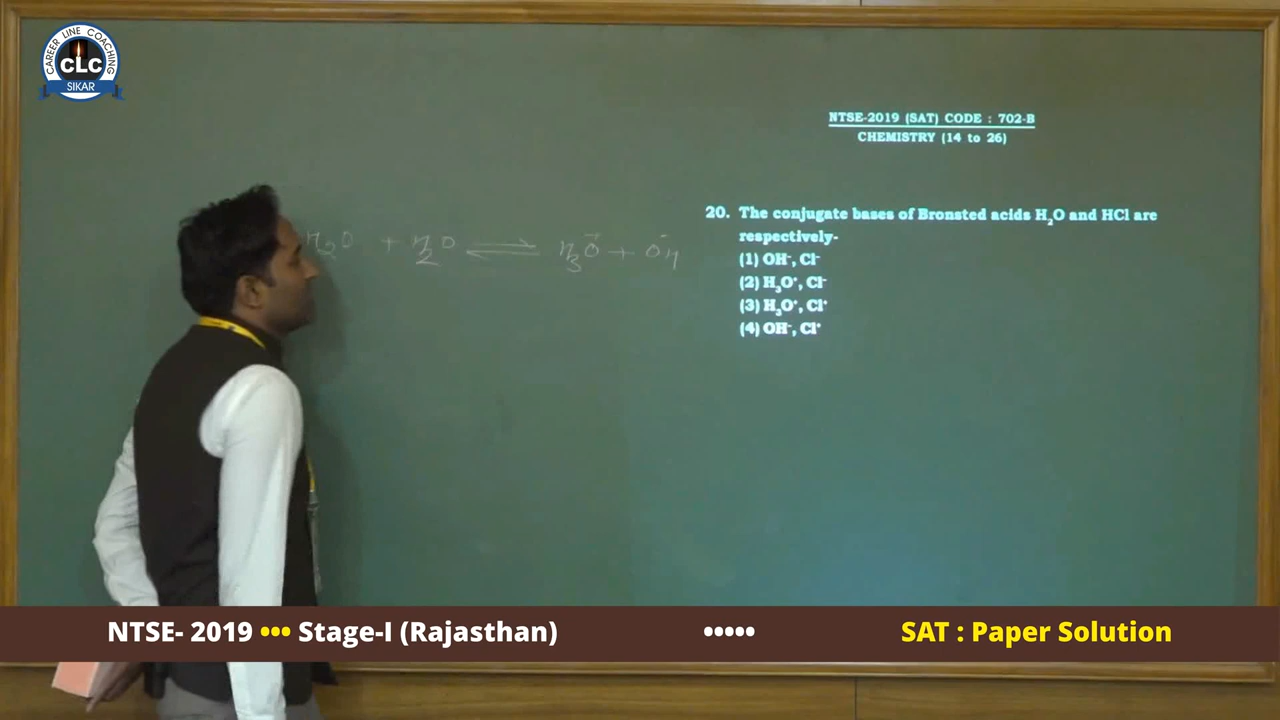 CAREER LINE COACHING
CLC
SIKAR
NTSE-2019 (SAT) CODE : 702-B
CHEMISTRY (14 to 26)
20. The conjugate bases of Bronsted acids H₂O and HCl are
respectively-
(1) OH⁻, Cl⁻
(2) H₃O⁺, Cl⁻
(3) H₃O⁺, Cl⁺
(4) OH⁻, Cl⁺
H₂O + H₂O ⇌ H₃O⁺ + OH⁻
NTSE- 2019 ••• Stage-I (Rajasthan) ••••• SAT : Paper Solution